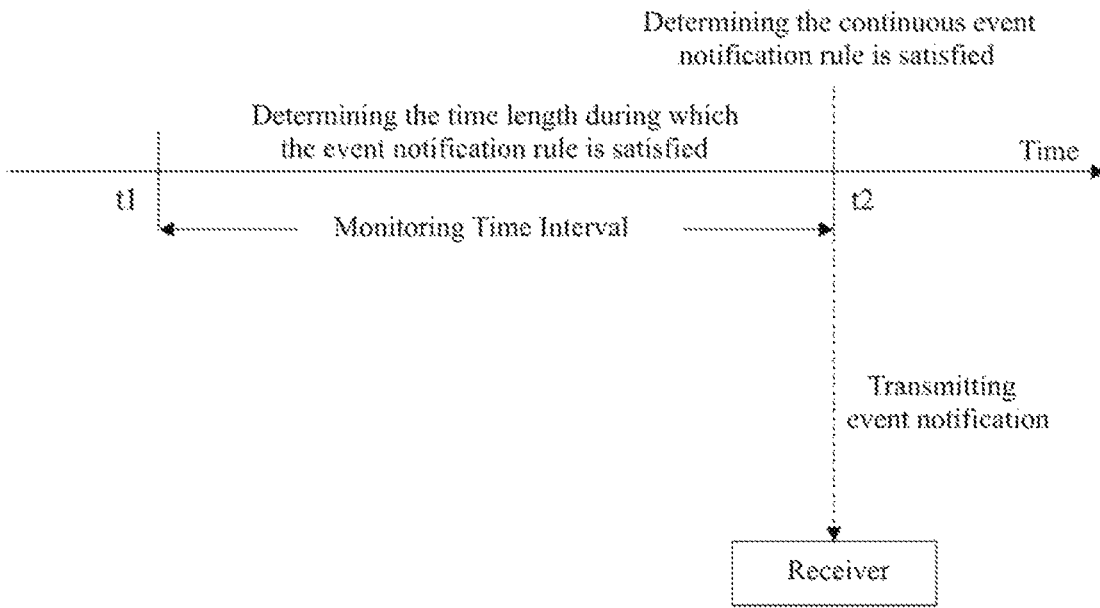 Determining the continuous event
notification rule is satisfied
Determining the time length during which
the event notification rule is satisfied
Time
t1
t2
Monitoring Time Interval
Transmitting
event notification
Receiver